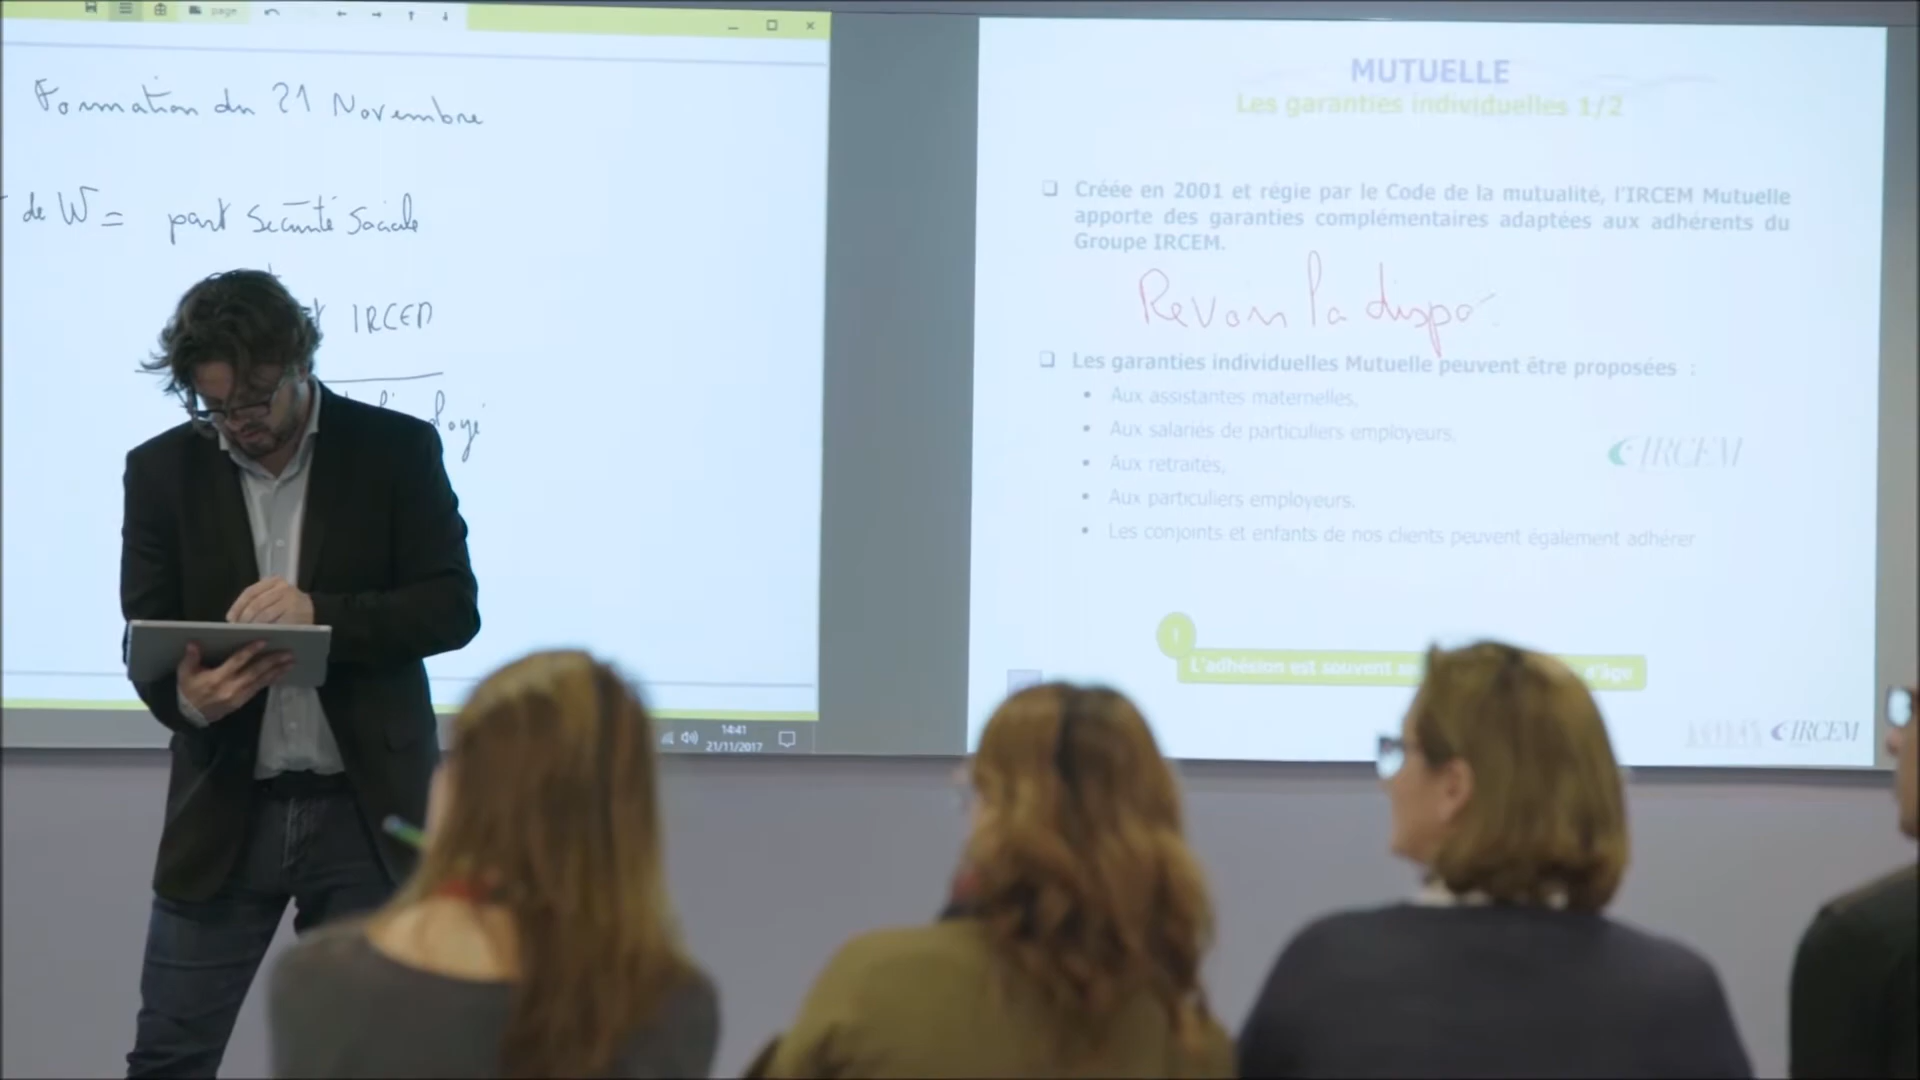 page
Formation du 21 Novembre
de W = part Sécurité Sociale
IRCEM
14:41
21/11/2017
MUTUELLE
Les garanties individuelles 1/2
Créée en 2001 et régie par le Code de la mutualité, l'IRCEM Mutuelle
apporte des garanties complémentaires adaptées aux adhérents du
Groupe IRCEM.
la dispo
Les garanties individuelles Mutuelle peuvent être proposées :
• Aux assistantes maternelles,
• Aux salariés de particuliers employeurs,
• Aux retraités,
• Aux particuliers employeurs.
• Les conjoints et enfants de nos clients peuvent également adhérer
IRCEM
!
L'adhésion est souvent d'âge
IRCEM